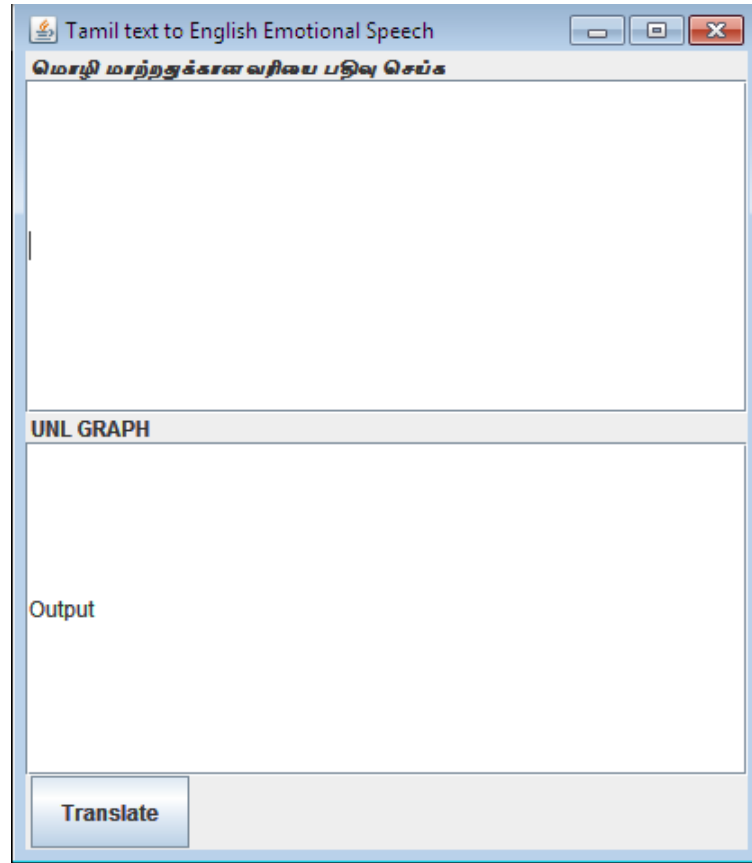 Tamil text to English Emotional Speech
மொழி மாற்றதுக்கான வரியை பதிவு செய்க
UNL GRAPH
Output
Translate